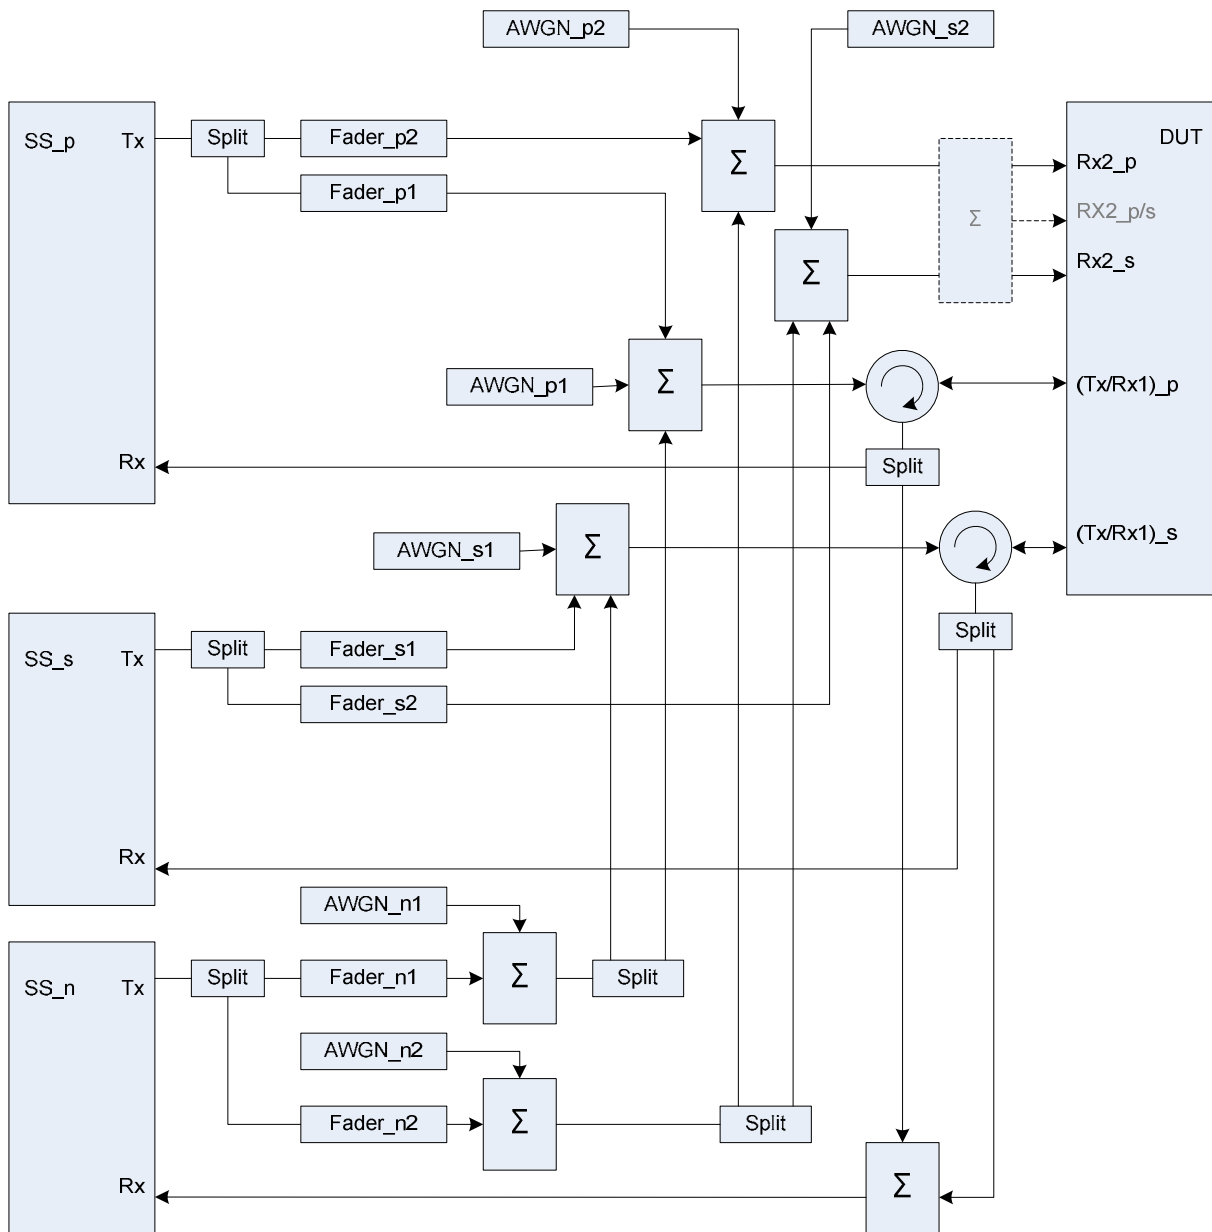 AWGN_p2
AWGN_s2
SS_p
Tx
Split
Fader_p2
Σ
DUT
Rx2_p
Fader_p1
Σ
RX2_p/s
Σ
Rx2_s
AWGN_p1
Σ
(Tx/Rx1)_p
Rx
Split
AWGN_s1
Σ
(Tx/Rx1)_s
SS_s
Tx
Split
Fader_s1
Split
Fader_s2
Rx
AWGN_n1
SS_n
Tx
Split
Fader_n1
Σ
Split
AWGN_n2
Fader_n2
Σ
Split
Rx
Σ